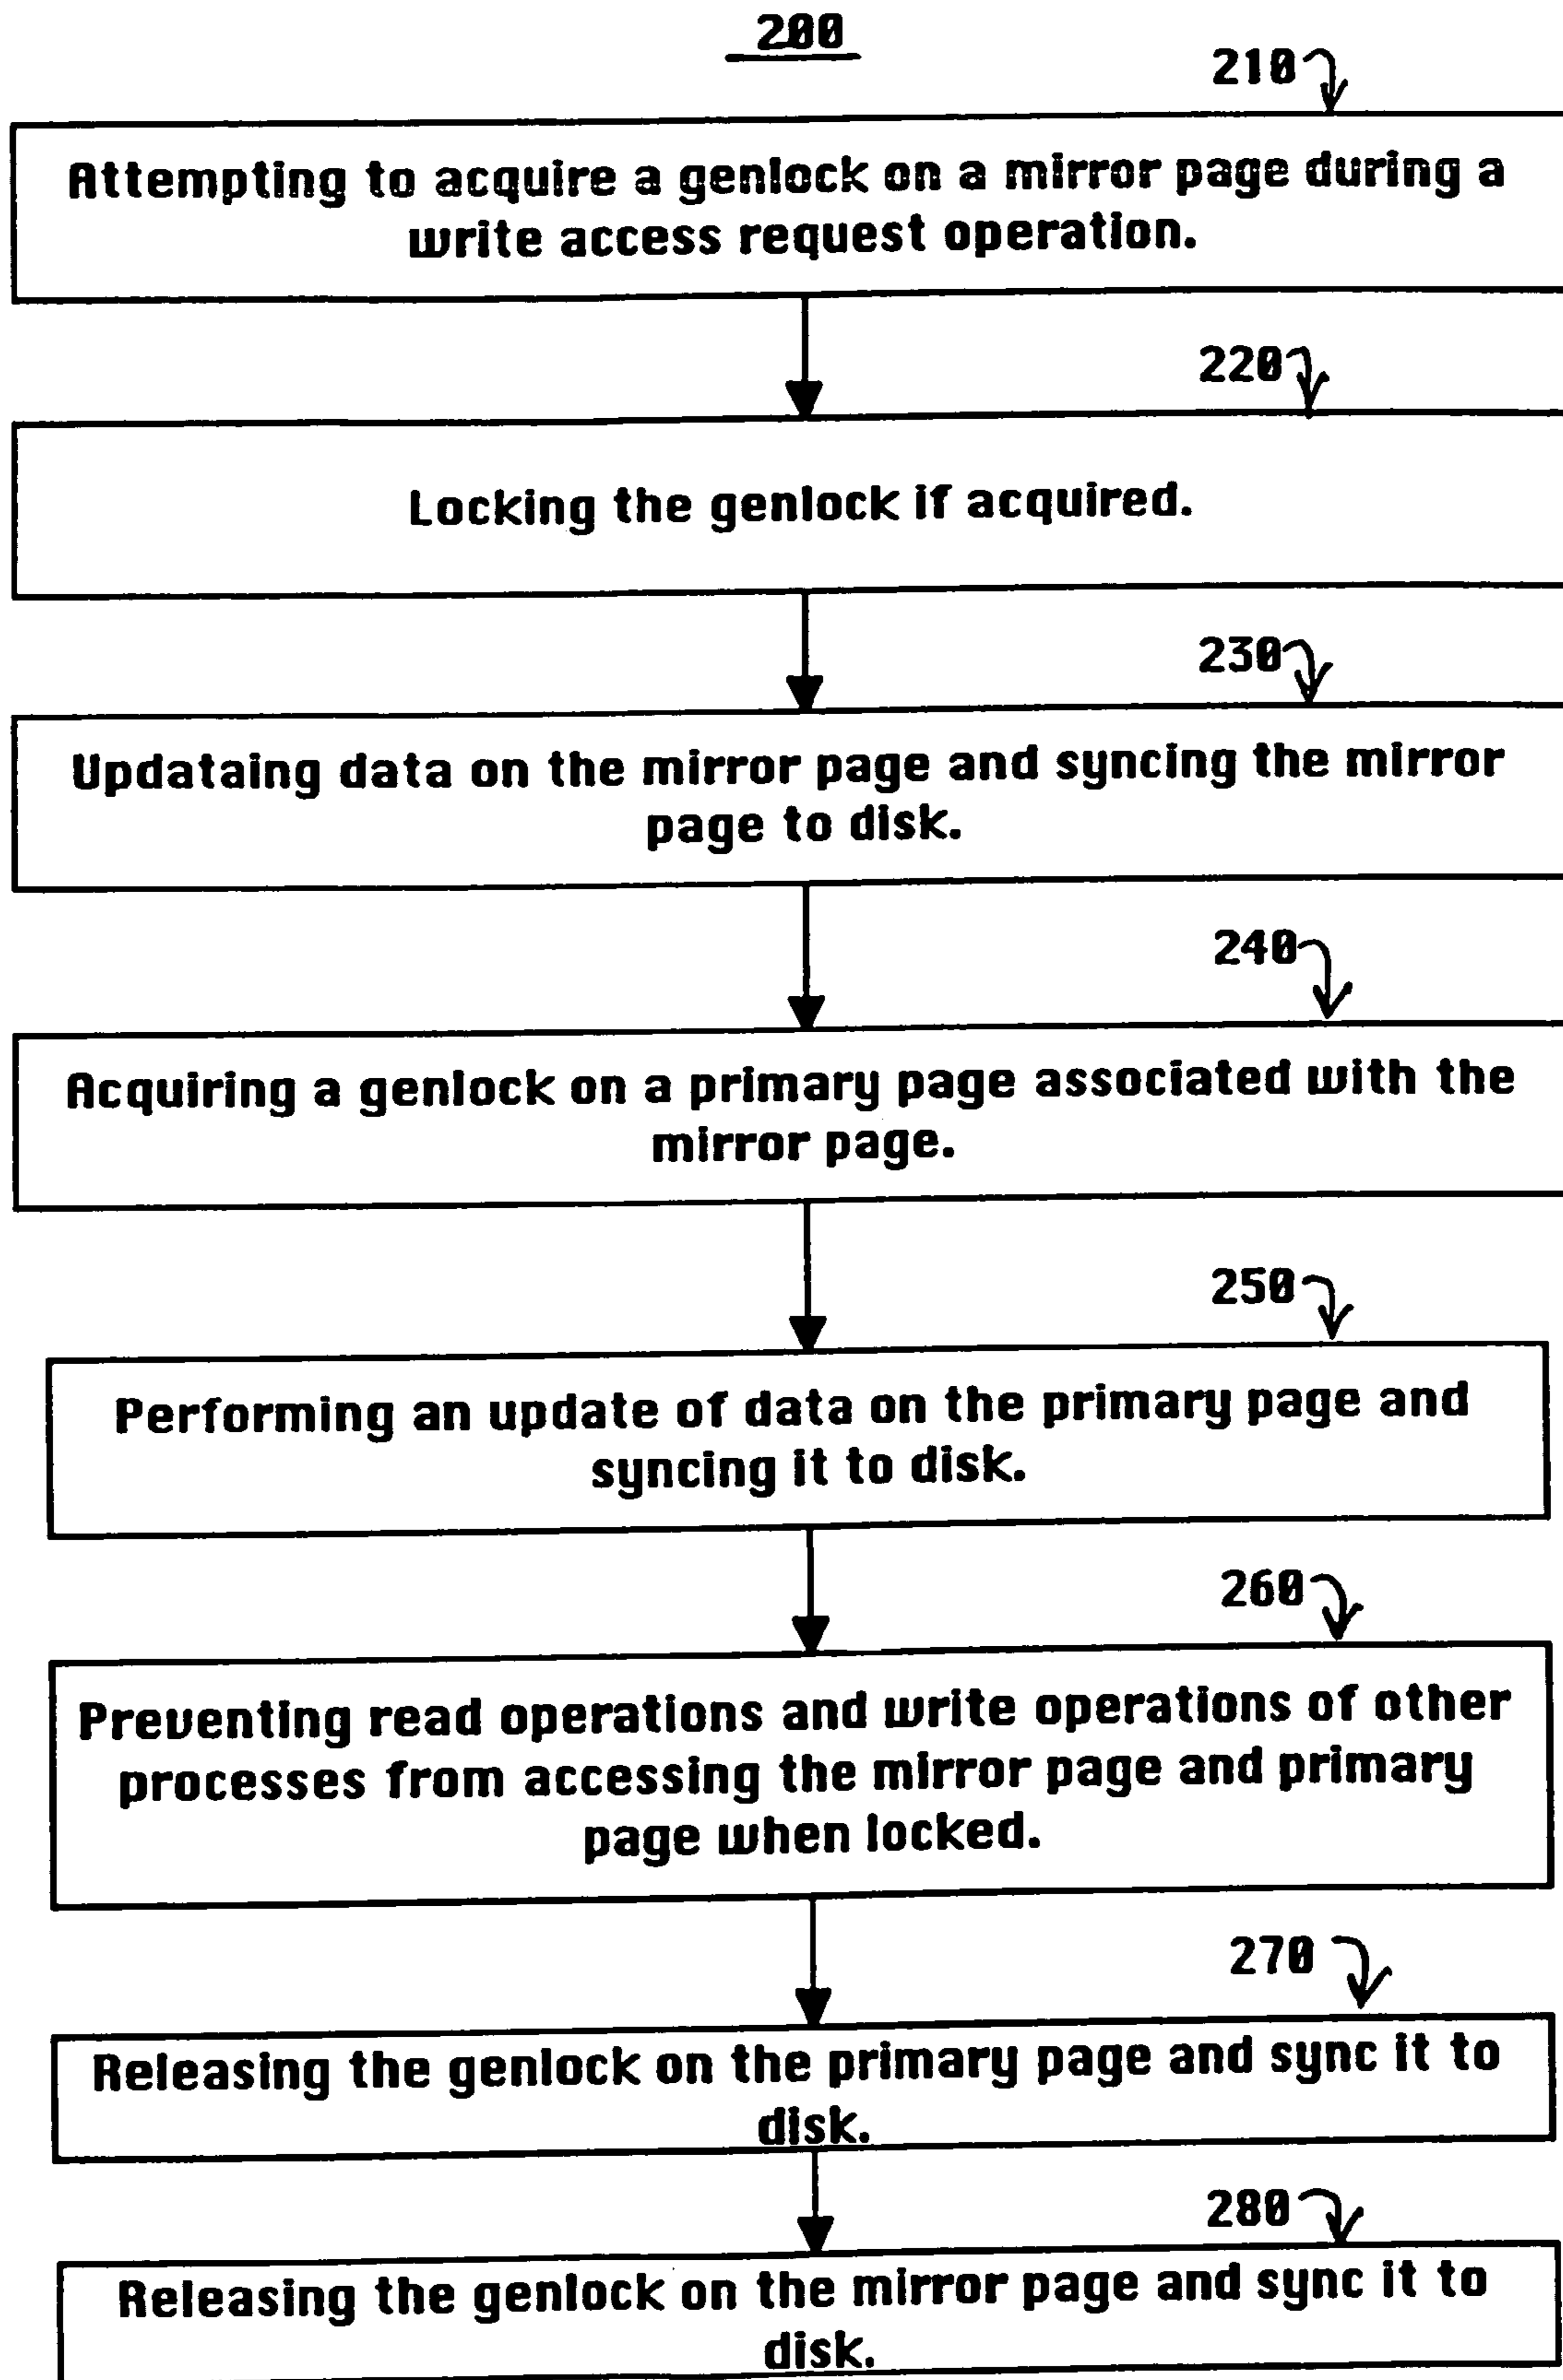 200
210
Attempting to acquire a genlock on a mirror page during a
write access request operation.
220
Locking the genlock if acquired.
230
Updataing data on the mirror page and syncing the mirror
page to disk.
240
Acquiring a genlock on a primary page associated with the
mirror page.
250
Performing an update of data on the primary page and
syncing it to disk.
260
Preventing read operations and write operations of other
processes from accessing the mirror page and primary
page when locked.
270
Releasing the genlock on the primary page and sync it to
disk.
280
Releasing the genlock on the mirror page and sync it to
disk.